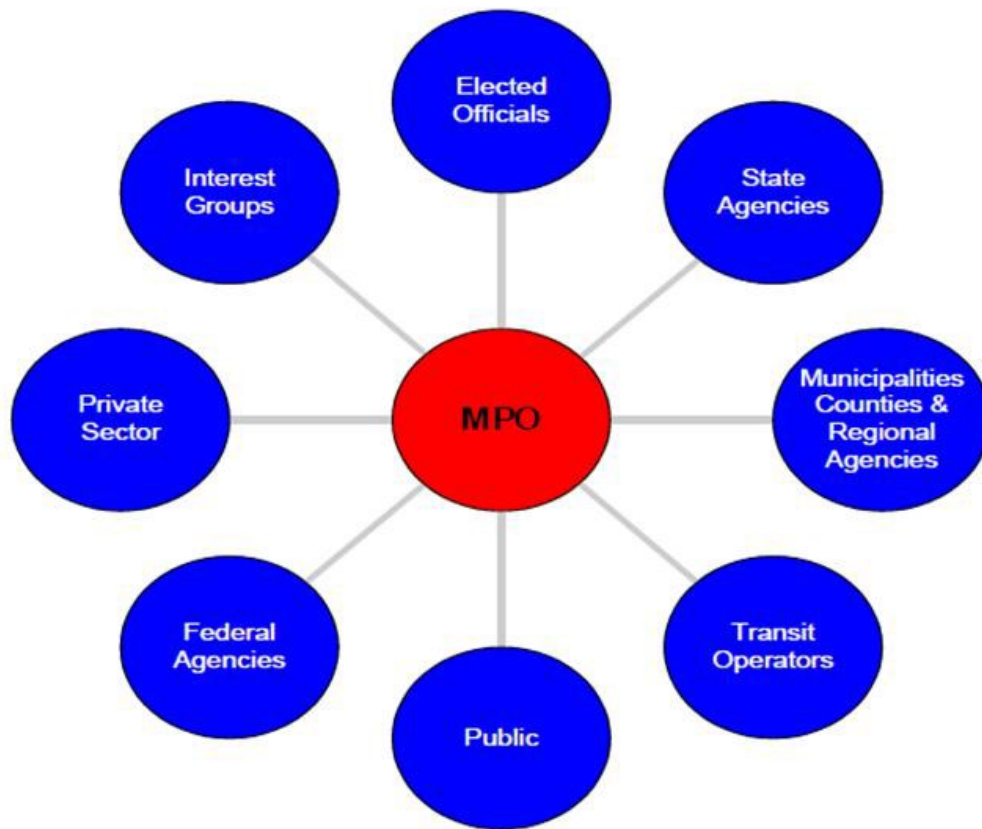 Elected
Officials
Interest
Groups
State
Agencies
Private
Sector
MPO
Municipalities
Counties &
Regional
Agencies
Federal
Agencies
Transit
Operators
Public